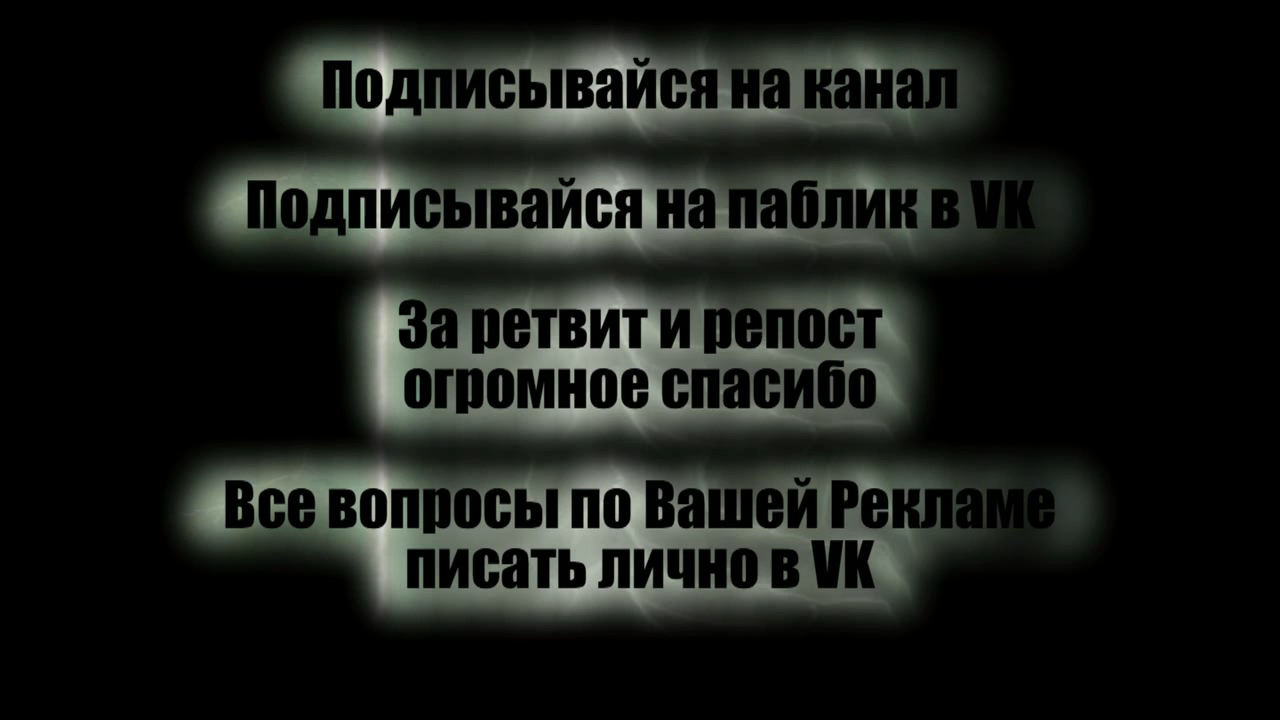 Подписывайся на канал
Подписывайся на паблик в VK
За ретвит и репост
огромное спасибо
Все вопросы по Вашей Рекламе
писать лично в VK